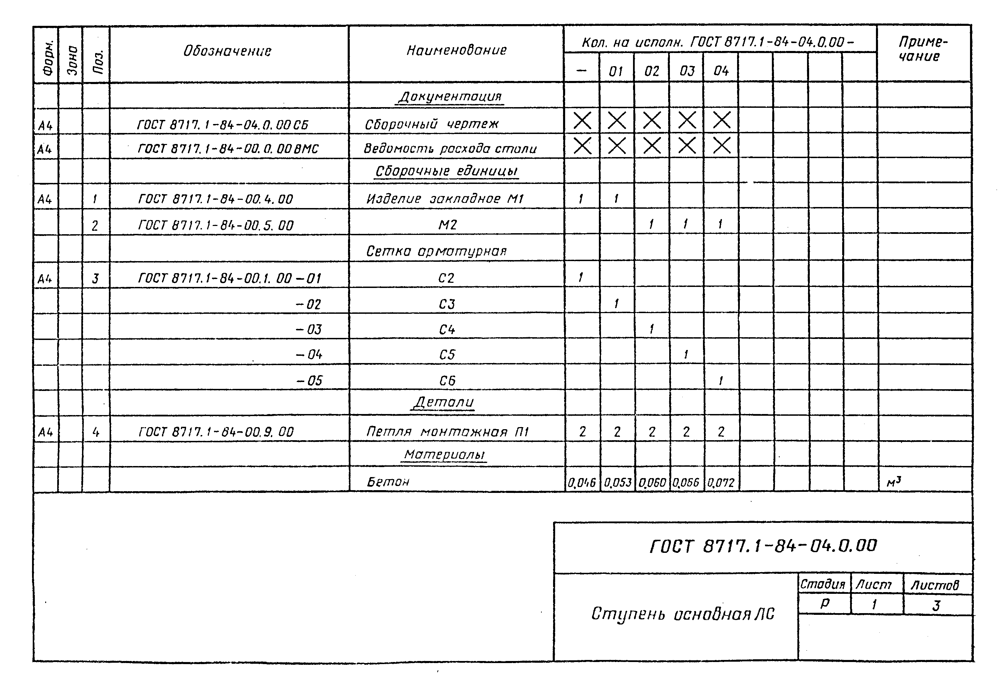 Форм. Зона Поз. Обозначение Наименование Кол. на исполн. ГОСТ 8717.1-84-04.0.00- Приме-
чание
— 01 02 03 04
Документация
А4 ГОСТ 8717.1-84-04.0.00СБ Сборочный чертеж X X X X X
А4 ГОСТ 8717.1-84-00.0.00ВМС Ведомость расхода стали X X X X X
Сборочные единицы
А4 1 ГОСТ 8717.1-84-00.4.00 Изделие закладное М1 1 1
2 ГОСТ 8717.1-84-00.5.00 М2 1 1 1
Сетка арматурная
А4 3 ГОСТ 8717.1-84-00.1.00-01 С2 1
-02 С3 1
-03 С4 1
-04 С5 1
-05 С6 1
Детали
А4 4 ГОСТ 8717.1-84-00.9.00 Петля монтажная П1 2 2 2 2 2
Материалы
Бетон 0,046 0,053 0,060 0,066 0,072 м³
ГОСТ 8717.1-84-04.0.00
Ступень основная ЛС
Стадия Лист Листов
Р 1 3